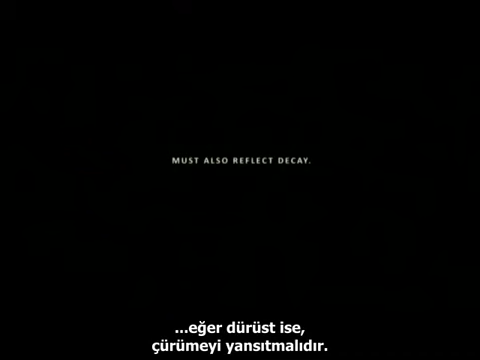 MUST ALSO REFLECT DECAY.
...eğer dürüst ise,
çürümeyi yansıtmalıdır.